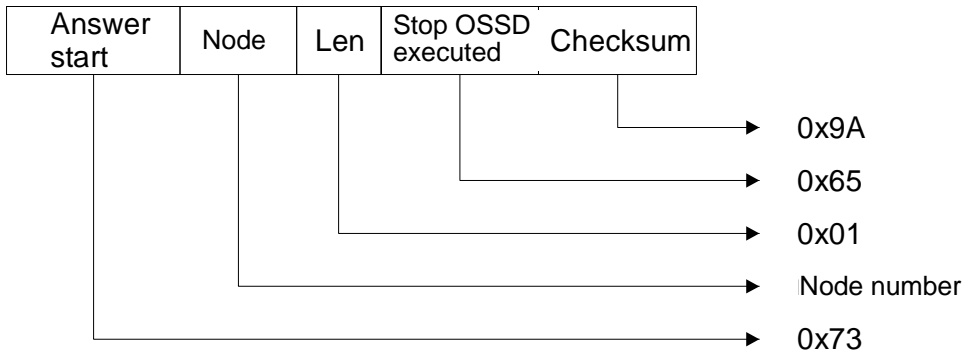 Answer
start
Node
Len
Stop OSSD
executed
Checksum
0x9A
0x65
0x01
Node number
0x73